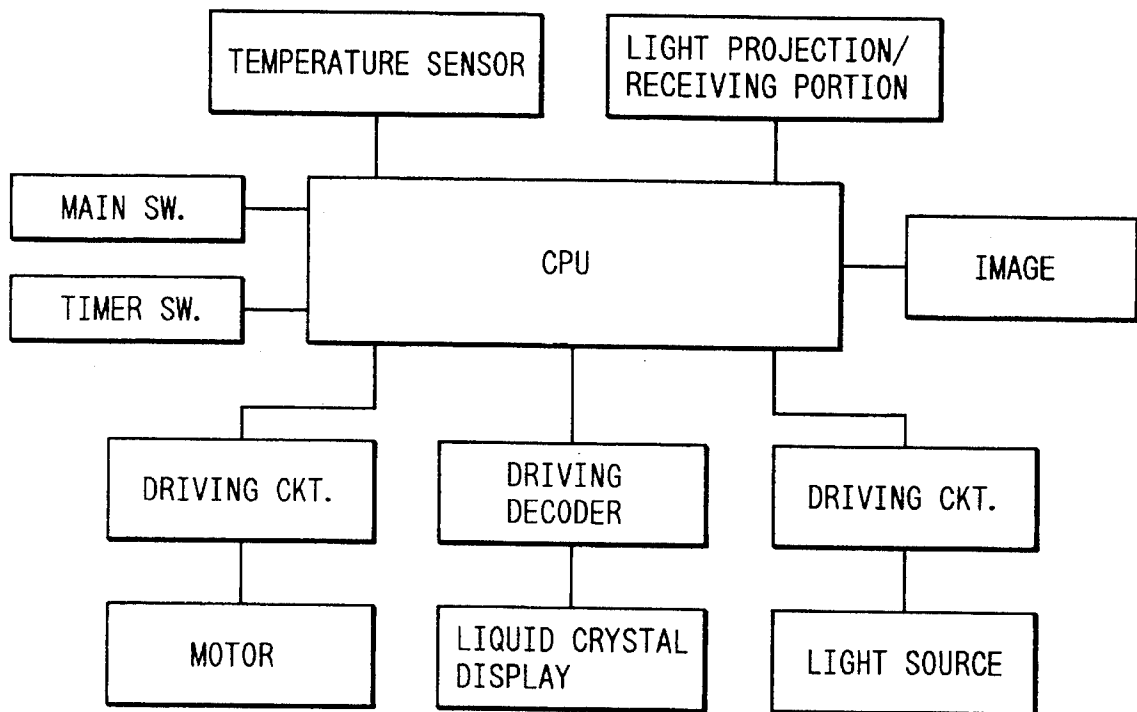 TEMPERATURE SENSOR
LIGHT PROJECTION/
RECEIVING PORTION
MAIN SW.
CPU
IMAGE
TIMER SW.
DRIVING CKT.
DRIVING
DECODER
DRIVING CKT.
MOTOR
LIQUID CRYSTAL
DISPLAY
LIGHT SOURCE